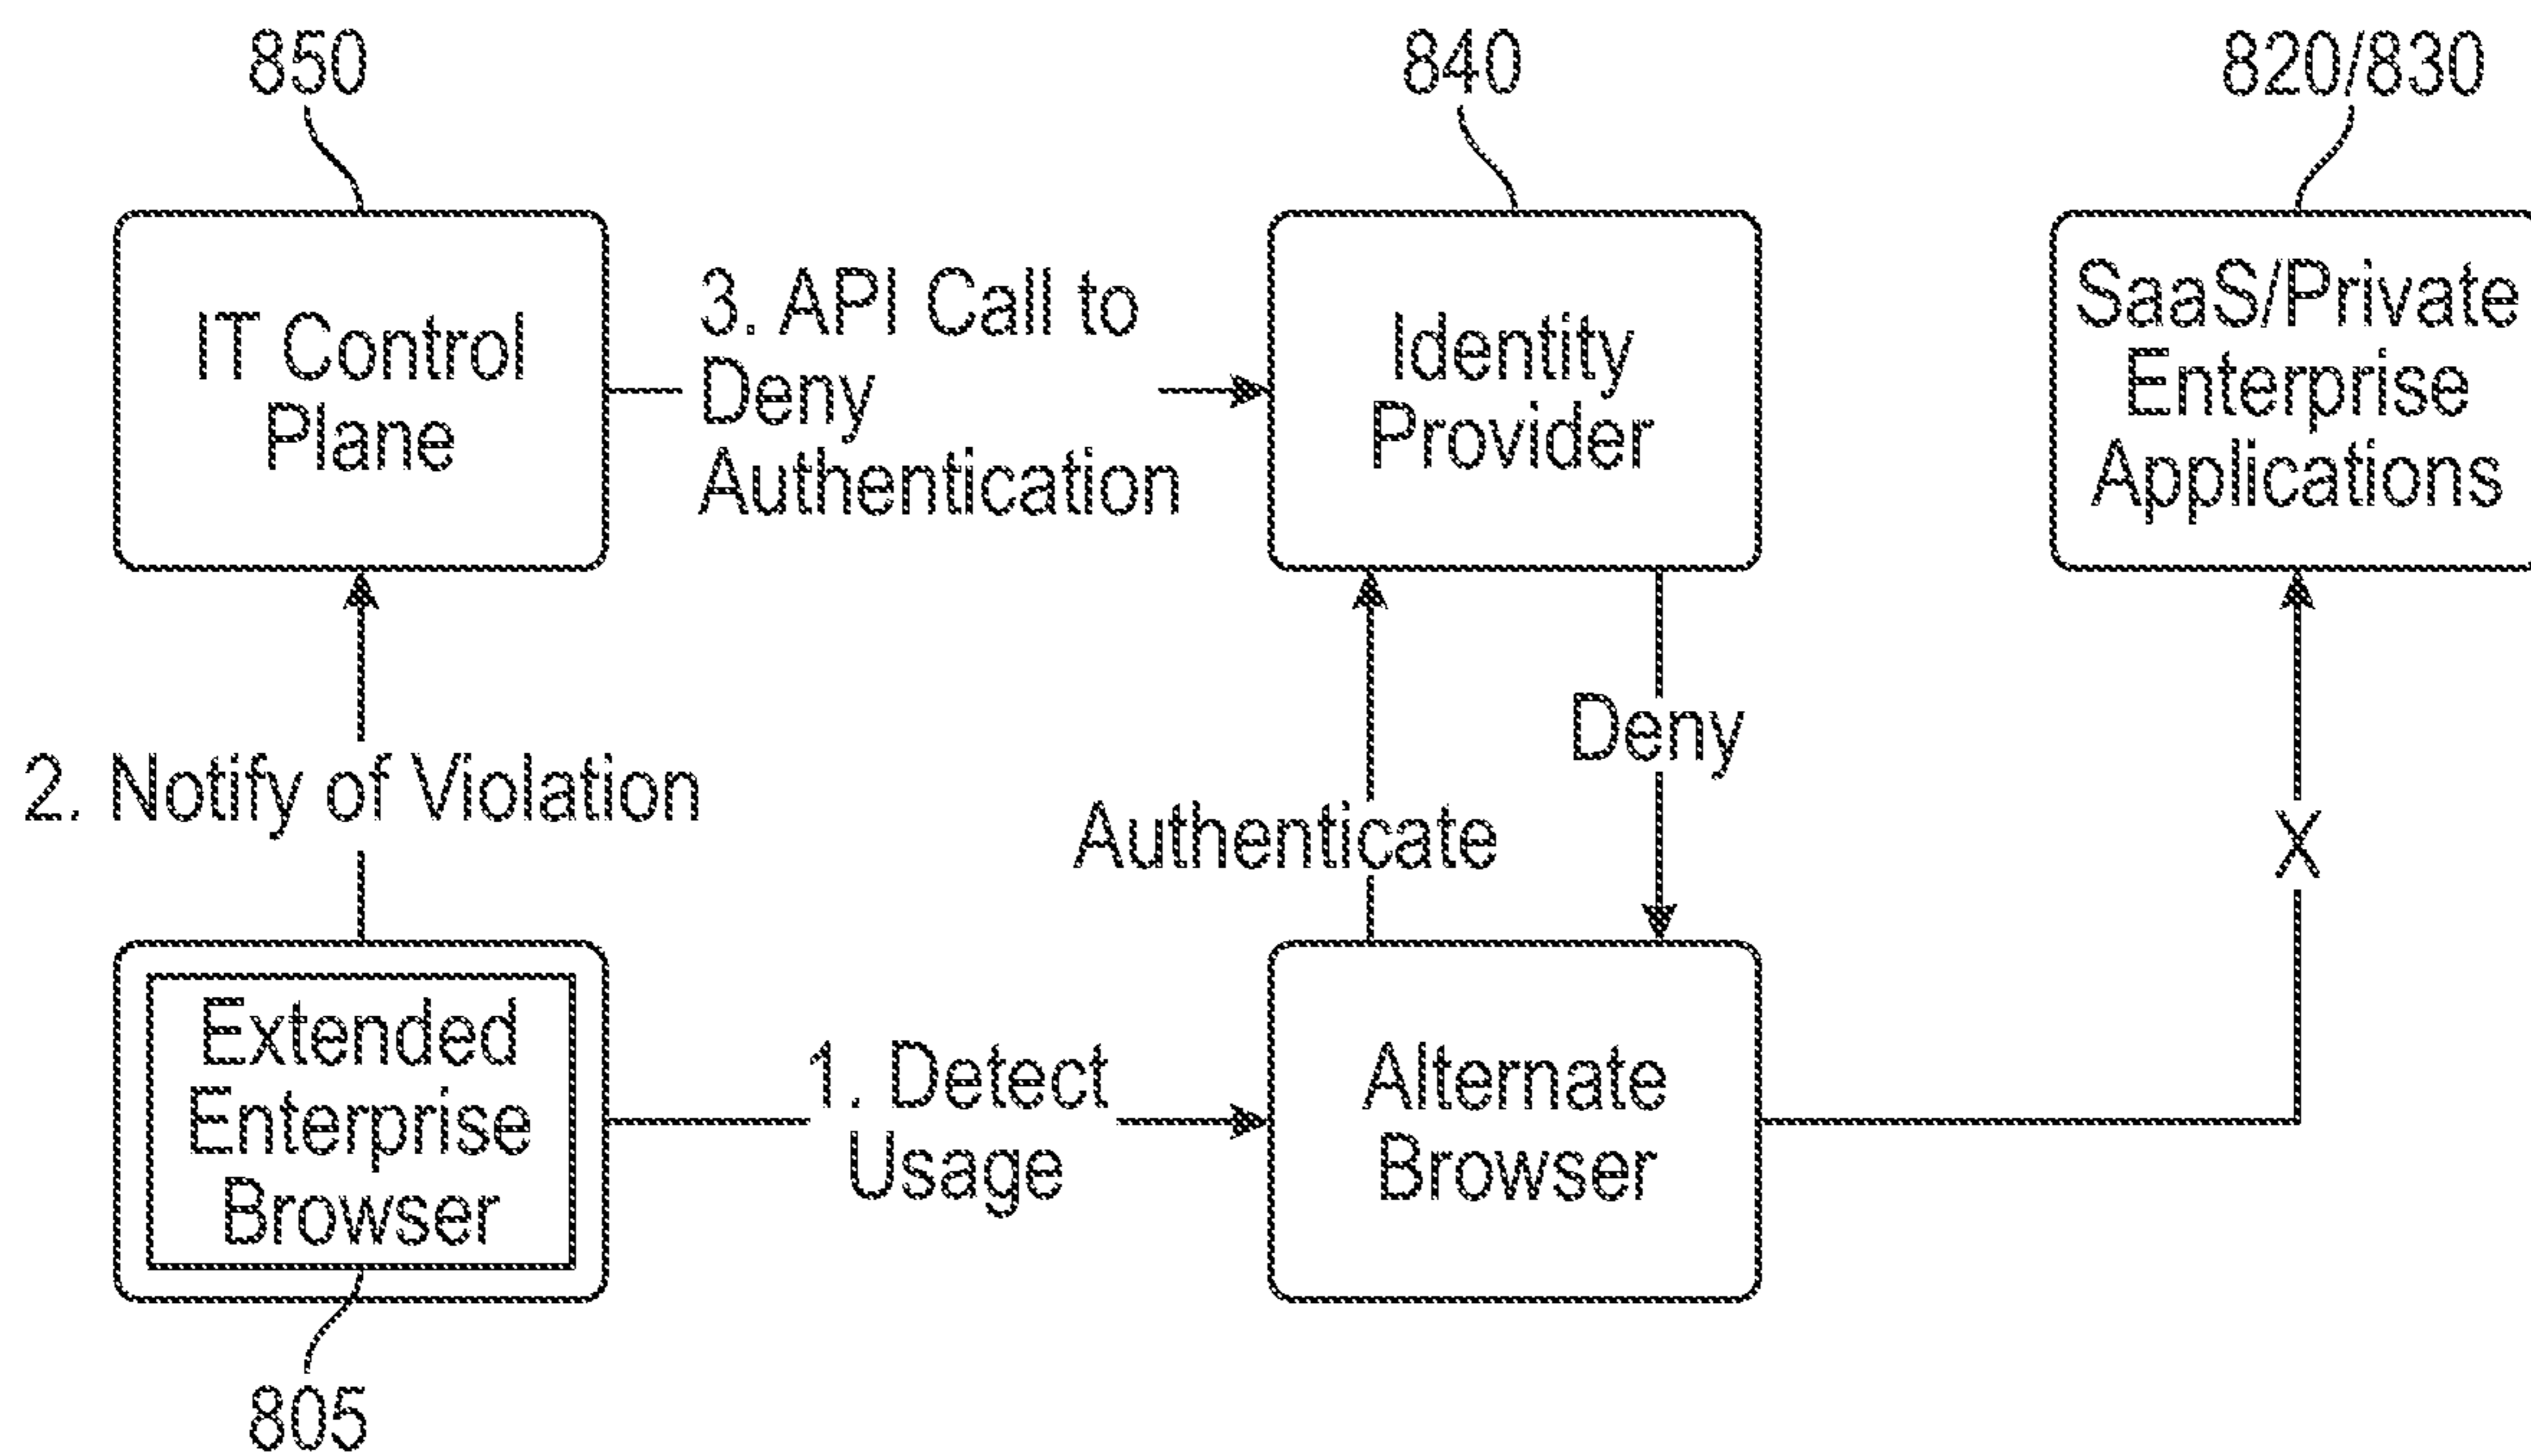 850
840
820/830
IT Control
Plane
3. API Call to
Deny
Authentication
Identity
Provider
SaaS/Private
Enterprise
Applications
2. Notify of Violation
Authenticate
Deny
X
Extended
Enterprise
Browser
1. Detect
Usage
Alternate
Browser
805